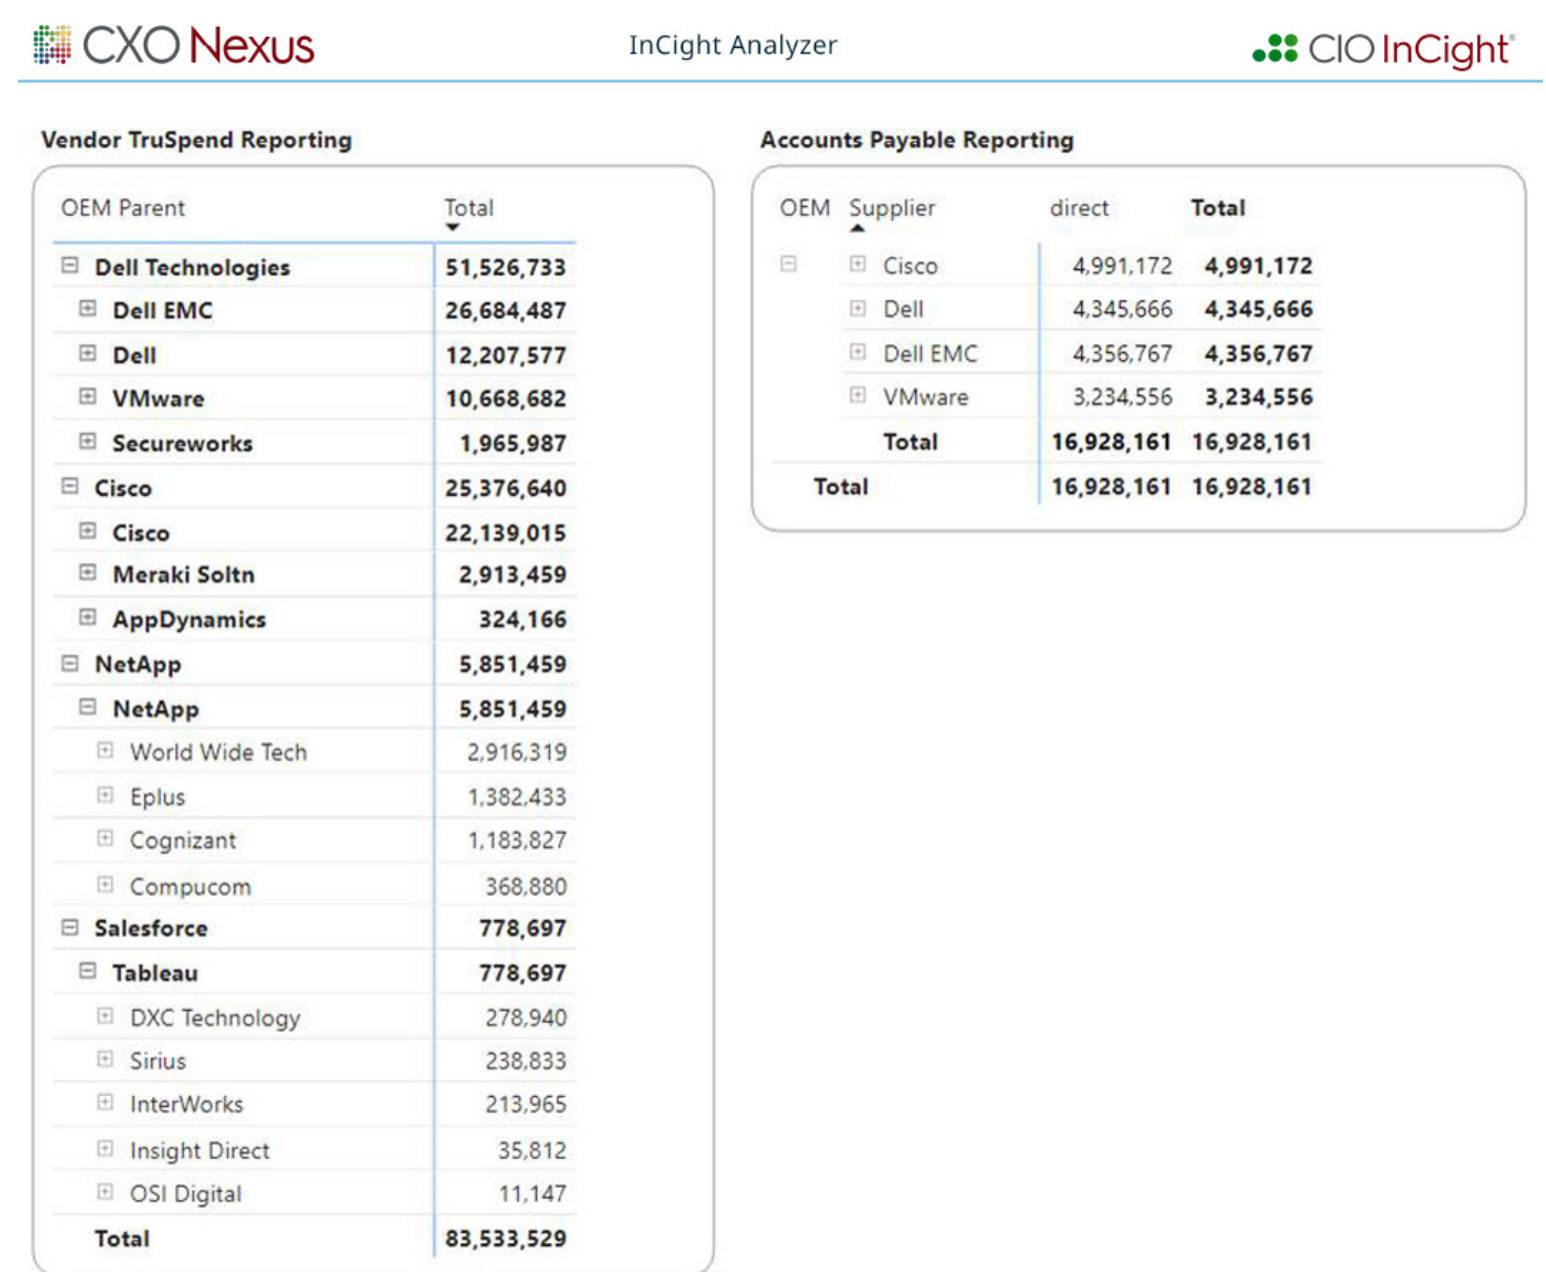 CXO Nexus
InCight Analyzer
CIO InCight®
Vendor TruSpend Reporting
OEM Parent Total
Dell Technologies 51,526,733
Dell EMC 26,684,487
Dell 12,207,577
VMware 10,668,682
Secureworks 1,965,987
Cisco 25,376,640
Cisco 22,139,015
Meraki Soltn 2,913,459
AppDynamics 324,166
NetApp 5,851,459
NetApp 5,851,459
World Wide Tech 2,916,319
Eplus 1,382,433
Cognizant 1,183,827
Compucom 368,880
Salesforce 778,697
Tableau 778,697
DXC Technology 278,940
Sirius 238,833
InterWorks 213,965
Insight Direct 35,812
OSI Digital 11,147
Total 83,533,529
Accounts Payable Reporting
OEM Supplier direct Total
Cisco 4,991,172 4,991,172
Dell 4,345,666 4,345,666
Dell EMC 4,356,767 4,356,767
VMware 3,234,556 3,234,556
Total 16,928,161 16,928,161
Total 16,928,161 16,928,161